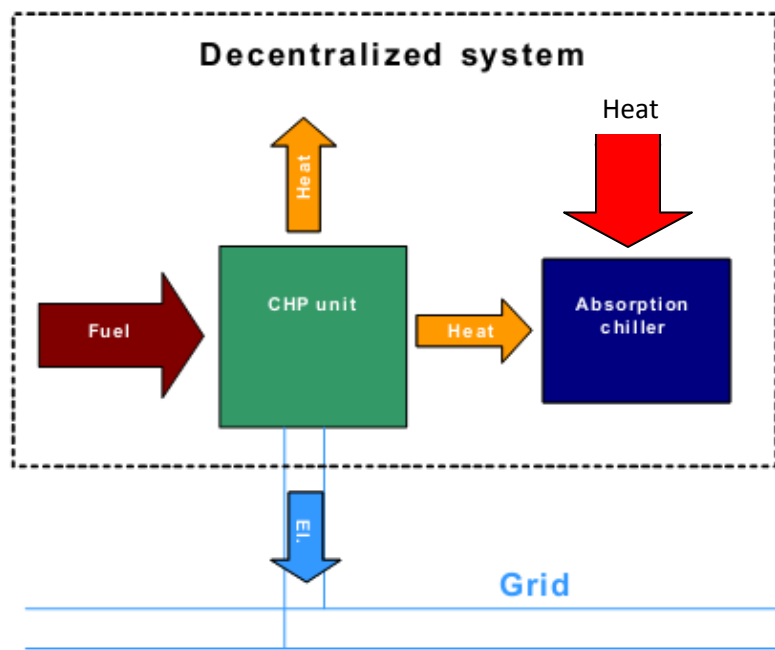 Decentralized system
Heat
Heat
Fuel
CHP unit
Heat
Absorption
chiller
El.
Grid